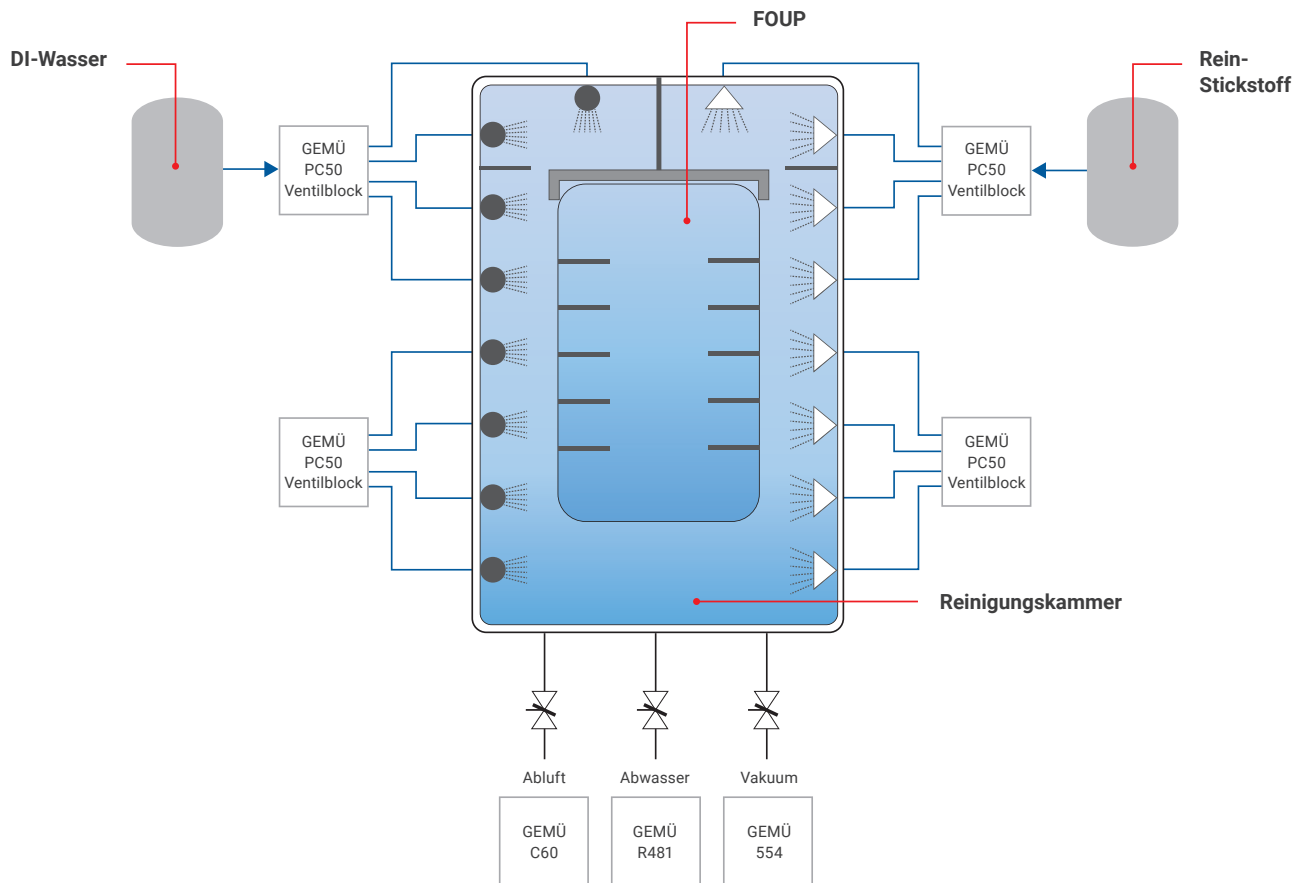 FOUP
DI-Wasser
Rein-
Stickstoff
GEMÜ
PC50
Ventilblock
GEMÜ
PC50
Ventilblock
GEMÜ
PC50
Ventilblock
GEMÜ
PC50
Ventilblock
Reinigungskammer
Abluft
Abwasser
Vakuum
GEMÜ
C60
GEMÜ
R481
GEMÜ
554